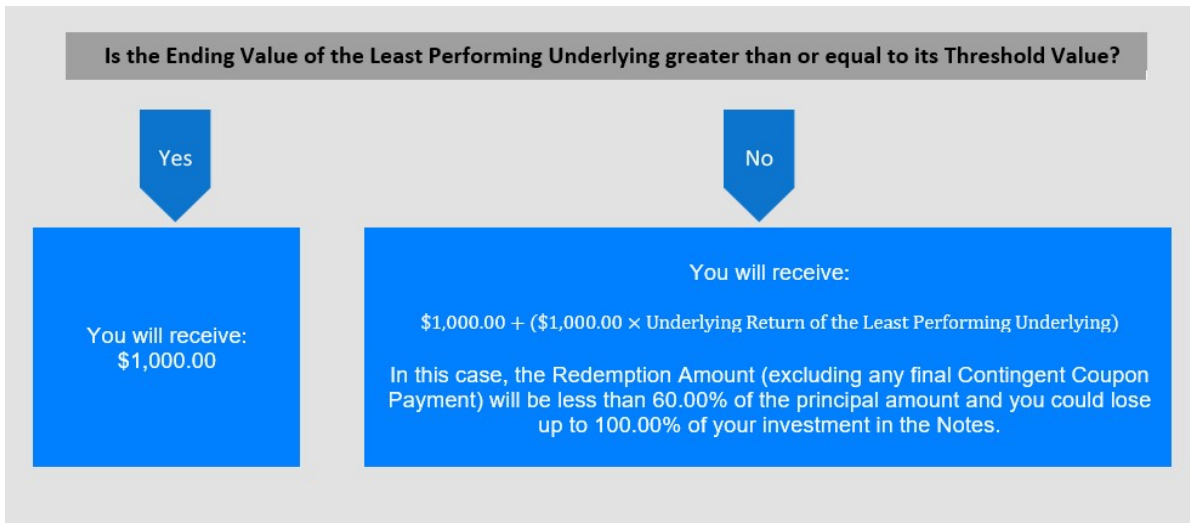 Is the Ending Value of the Least Performing Underlying greater than or equal to its Threshold Value?
Yes
No
You will receive:
$1,000.00
You will receive:
$1,000.00 + ($1,000.00 × Underlying Return of the Least Performing Underlying)
In this case, the Redemption Amount (excluding any final Contingent Coupon
Payment) will be less than 60.00% of the principal amount and you could lose
up to 100.00% of your investment in the Notes.